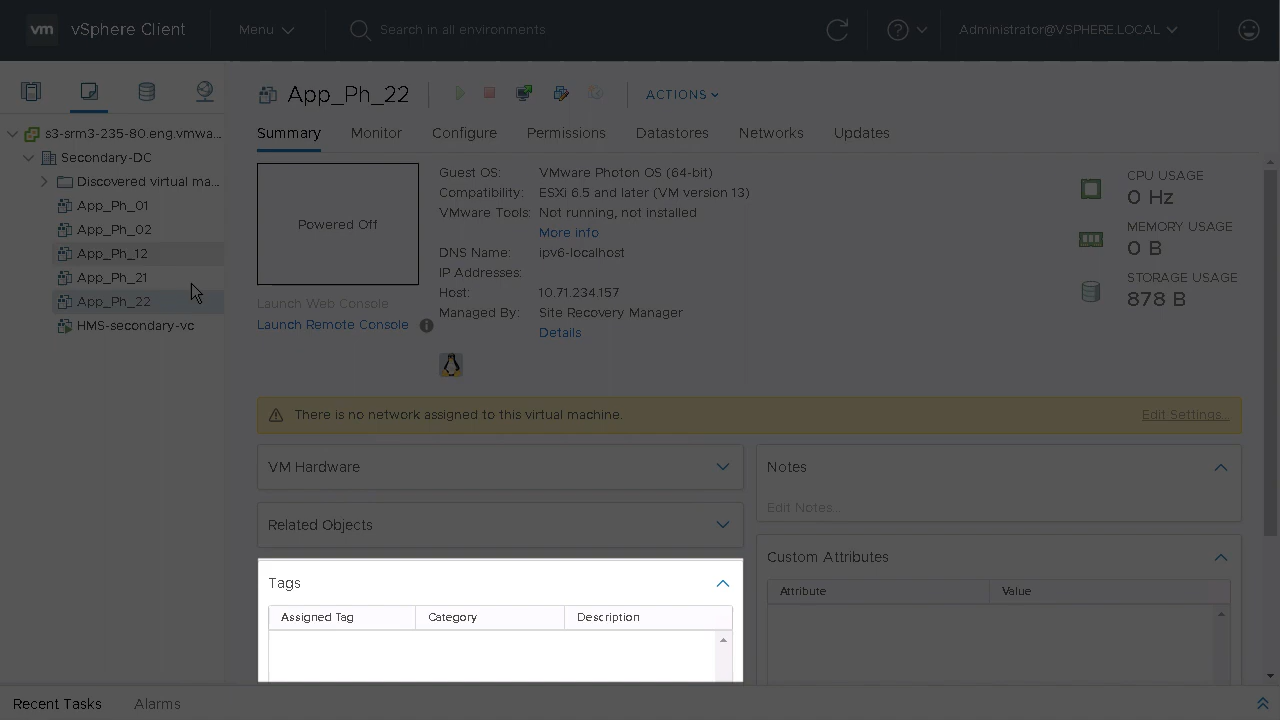 vm vSphere Client Menu Search in all environments Administrator@VSPHERE.LOCAL
App_Ph_22 ACTIONS
Summary Monitor Configure Permissions Datastores Networks Updates
s3-srm3-235-80.eng.vmwa...
Secondary-DC
Discovered virtual ma...
App_Ph_01
App_Ph_02
App_Ph_12
App_Ph_21
App_Ph_22
HMS-secondary-vc
Powered Off
Launch Web Console
Launch Remote Console
Guest OS: VMware Photon OS (64-bit)
Compatibility: ESXi 6.5 and later (VM version 13)
VMware Tools: Not running, not installed
More info
DNS Name: ipv6-localhost
IP Addresses:
Host: 10.71.234.157
Managed By: Site Recovery Manager
Details
CPU USAGE
0 Hz
MEMORY USAGE
0 B
STORAGE USAGE
878 B
There is no network assigned to this virtual machine. Edit Settings...
VM Hardware
Related Objects
Tags
Assigned Tag Category Description
Notes
Edit Notes...
Custom Attributes
Attribute Value
Recent Tasks Alarms